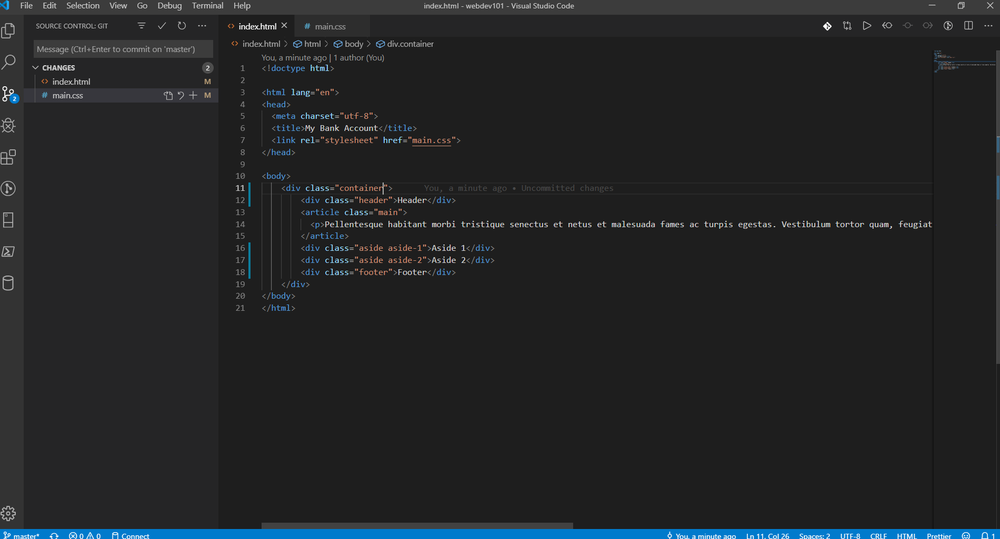 File Edit Selection View Go Debug Terminal Help
index.html - webdev101 - Visual Studio Code
SOURCE CONTROL: GIT
Message (Ctrl+Enter to commit on 'master')
CHANGES 2
index.html M
main.css M
2
index.html
main.css
index.html > html > body > div.container
You, a minute ago | 1 author (You)
1 <!doctype html>
2
3 <html lang="en">
4 <head>
5 <meta charset="utf-8">
6 <title>My Bank Account</title>
7 <link rel="stylesheet" href="main.css">
8 </head>
9
10 <body>
11 <div class="container"> You, a minute ago • Uncommitted changes
12 <div class="header">Header</div>
13 <article class="main">
14 <p>Pellentesque habitant morbi tristique senectus et netus et malesuada fames ac turpis egestas. Vestibulum tortor quam, feugiat
15 </article>
16 <div class="aside aside-1">Aside 1</div>
17 <div class="aside aside-2">Aside 2</div>
18 <div class="footer">Footer</div>
19 </div>
20 </body>
21 </html>
master* 0 0 Connect You, a minute ago Ln 11, Col 26 Spaces: 2 UTF-8 CRLF HTML Prettier 1